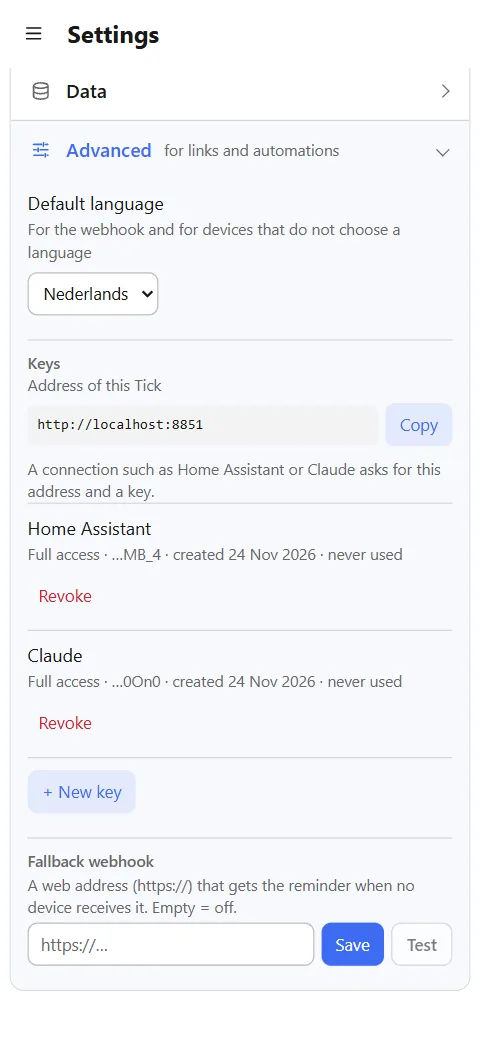 Settings
Data
Advanced for links and automations
Default language
For the webhook and for devices that do not choose a
language
Nederlands
Keys
Address of this Tick
http://localhost:8851 Copy
A connection such as Home Assistant or Claude asks for this
address and a key.
Home Assistant
Full access · …MB_4 · created 24 Nov 2026 · never used
Revoke
Claude
Full access · …0On0 · created 24 Nov 2026 · never used
Revoke
+ New key
Fallback webhook
A web address (https://) that gets the reminder when no
device receives it. Empty = off.
https://… Save Test